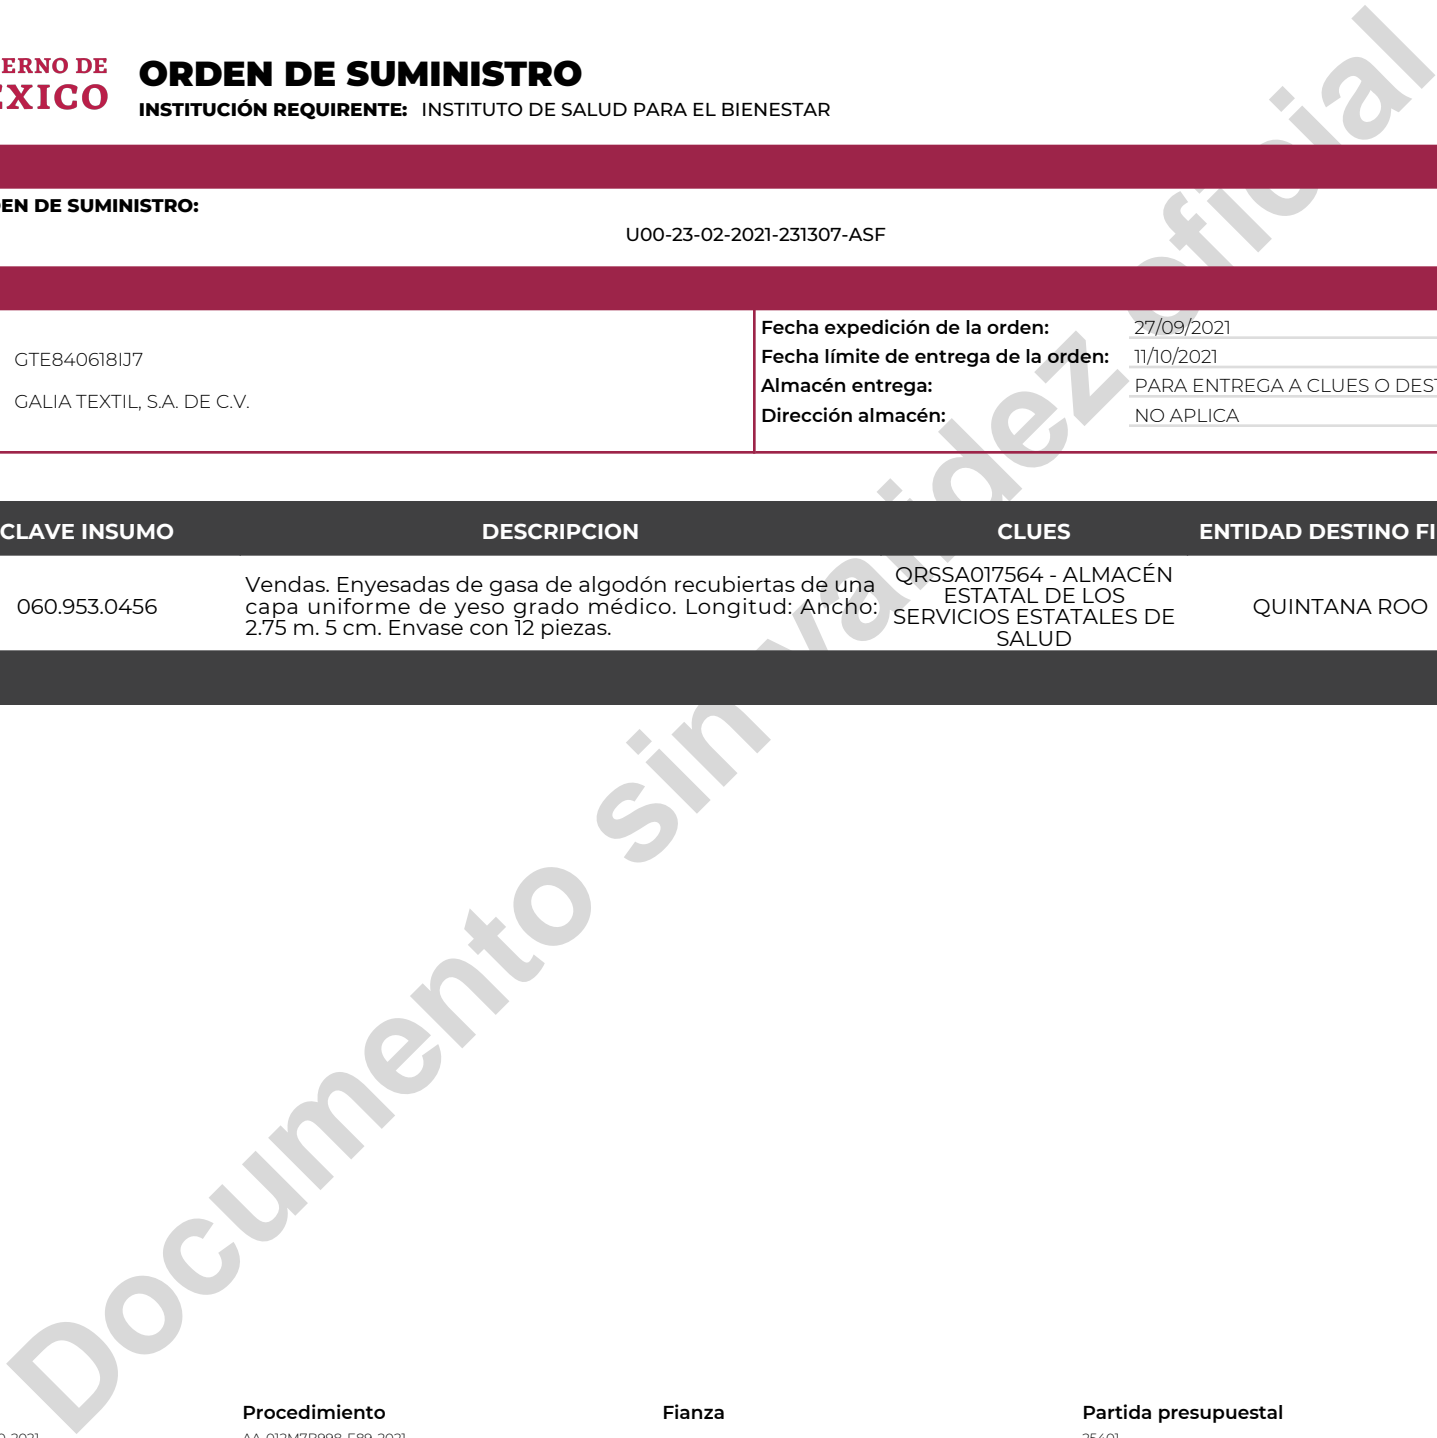 ERNO DE
EXICO
ORDEN DE SUMINISTRO
INSTITUCIÓN REQUIRENTE: INSTITUTO DE SALUD PARA EL BIENESTAR
EN DE SUMINISTRO:
U00-23-02-2021-231307-ASF
GTE840618IJ7
GALIA TEXTIL, S.A. DE C.V.
Fecha expedición de la orden: 27/09/2021
Fecha límite de entrega de la orden: 11/10/2021
Almacén entrega: PARA ENTREGA A CLUES O DEST
Dirección almacén: NO APLICA
CLAVE INSUMO DESCRIPCION CLUES ENTIDAD DESTINO FI
060.953.0456
Vendas. Enyesadas de gasa de algodón recubiertas de una
capa uniforme de yeso grado médico. Longitud: Ancho:
2.75 m. 5 cm. Envase con 12 piezas.
QRSSA017564 - ALMACÉN
ESTATAL DE LOS
SERVICIOS ESTATALES DE
SALUD
QUINTANA ROO
Documento sin validez oficial
Procedimiento Fianza Partida presupuestal